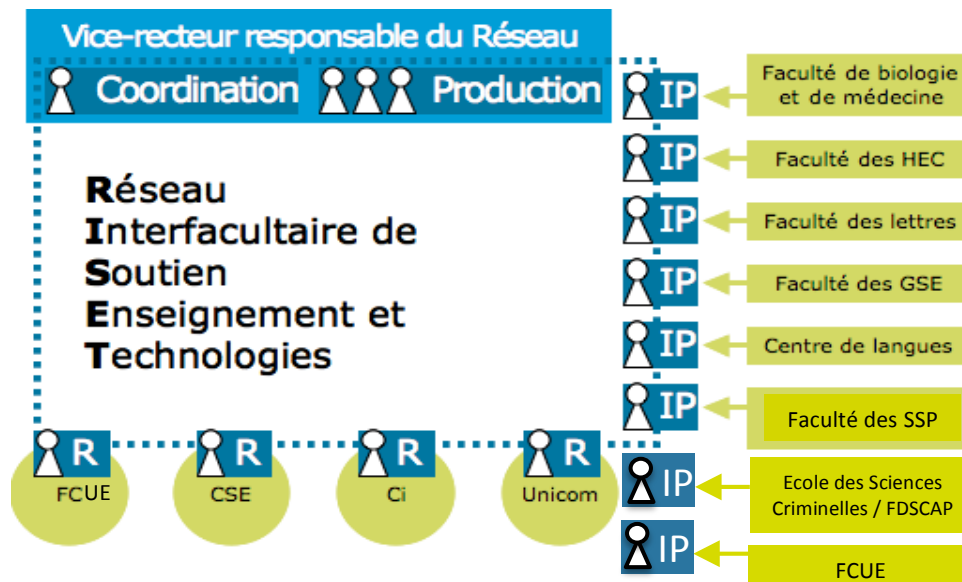 Vice-recteur responsable du Réseau
Coordination
Production
Réseau
Interfacultaire de
Soutien
Enseignement et
Technologies
IP
Faculté de biologie
et de médecine
IP
Faculté des HEC
IP
Faculté des lettres
IP
Faculté des GSE
IP
Centre de langues
IP
Faculté des SSP
R
FCUE
R
CSE
R
Ci
R
Unicom
IP
Ecole des Sciences
Criminelles / FDSCAP
IP
FCUE